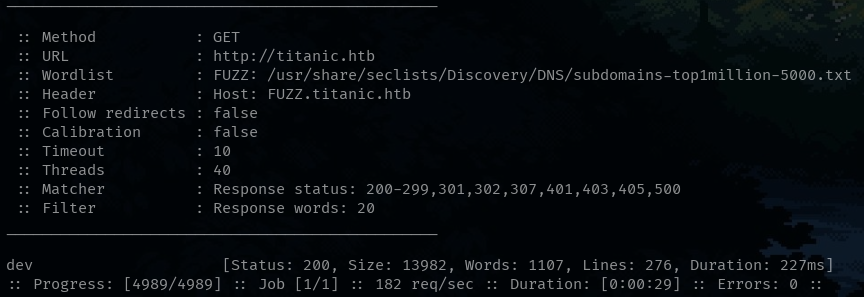 ________________________________________________
:: Method           : GET
:: URL              : http://titanic.htb
:: Wordlist         : FUZZ: /usr/share/seclists/Discovery/DNS/subdomains-top1million-5000.txt
:: Header           : Host: FUZZ.titanic.htb
:: Follow redirects : false
:: Calibration      : false
:: Timeout          : 10
:: Threads          : 40
:: Matcher          : Response status: 200-299,301,302,307,401,403,405,500
:: Filter           : Response words: 20
________________________________________________
dev                     [Status: 200, Size: 13982, Words: 1107, Lines: 276, Duration: 227ms]
:: Progress: [4989/4989] :: Job [1/1] :: 182 req/sec :: Duration: [0:00:29] :: Errors: 0 ::